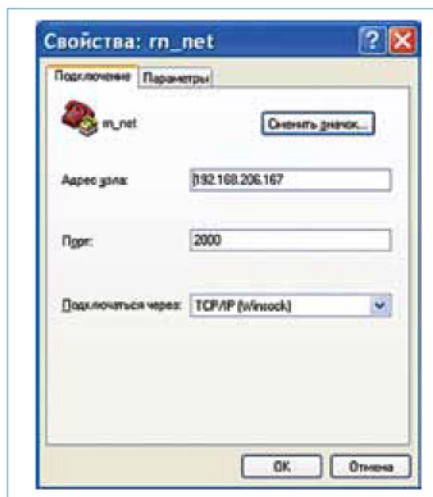 Свойства: rn_net
Подключение Параметры
rn_net
Сменить значок...
Адрес узла: 192.168.206.167
Порт: 2000
Подключаться через: TCP/IP (Winsock)
OK Отмена